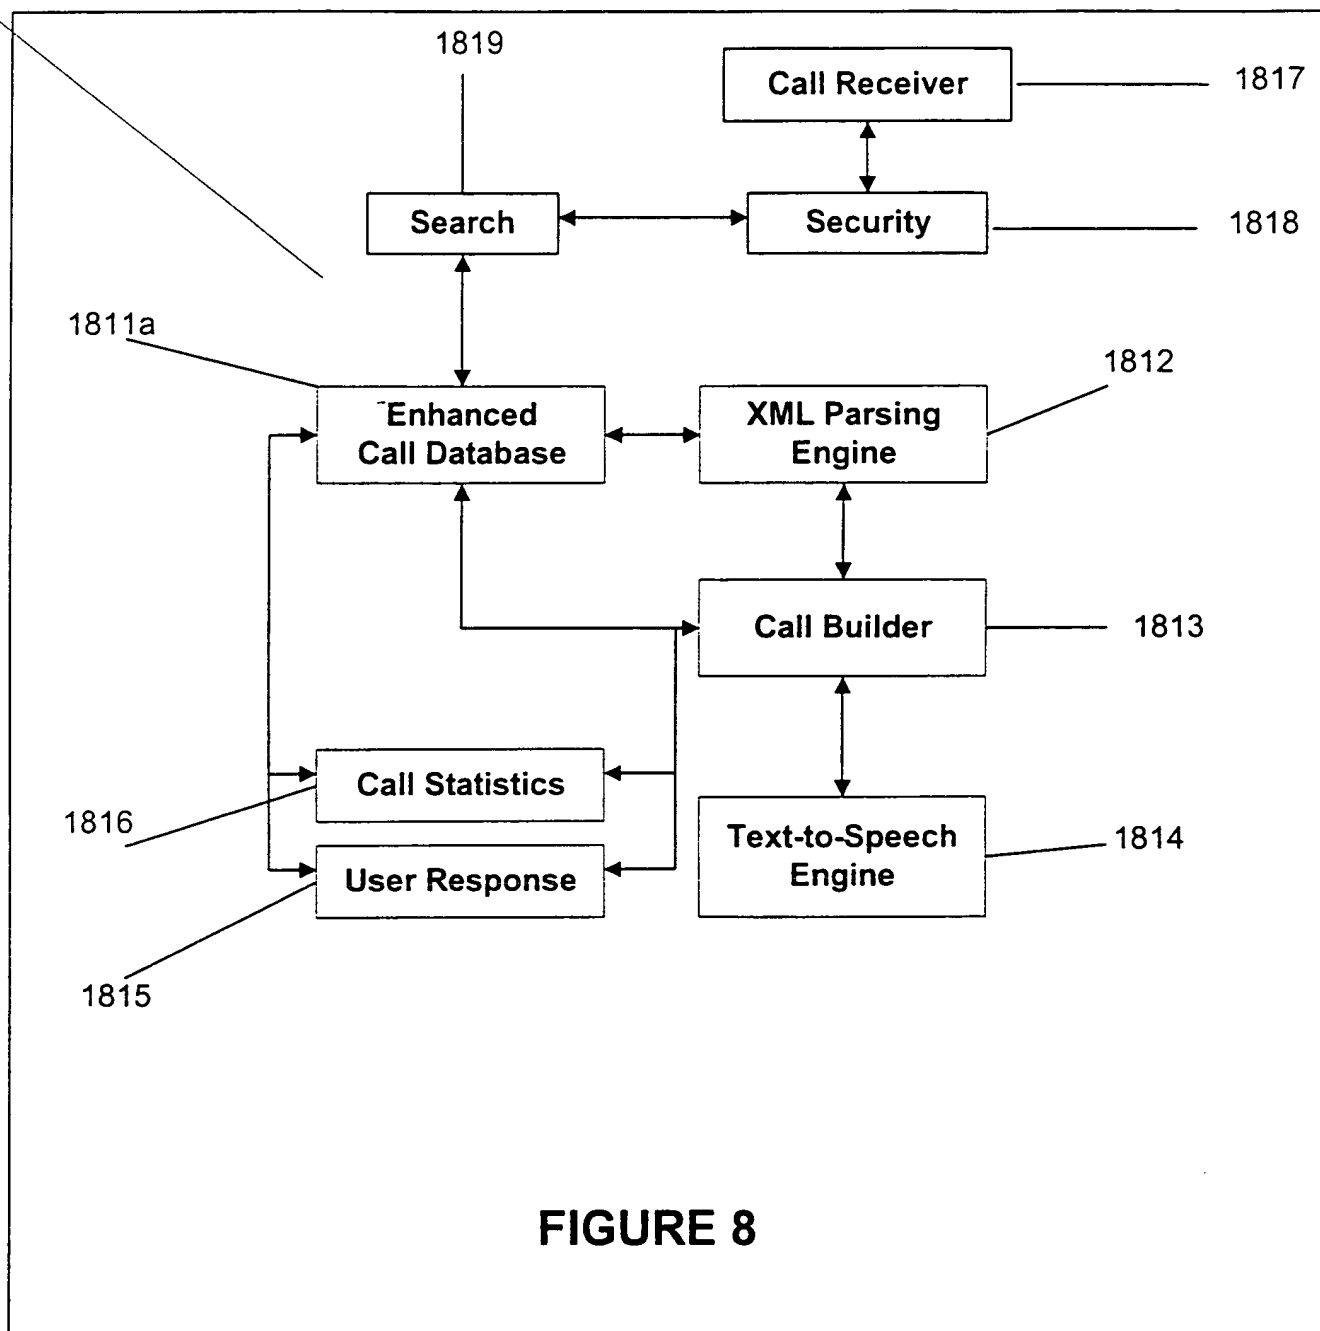 1819
Call Receiver
1817
Search
Security
1818
1811a
1812
Enhanced
Call Database
XML Parsing
Engine
Call Builder
1813
Call Statistics
1816
Text-to-Speech
Engine
1814
User Response
1815
FIGURE 8